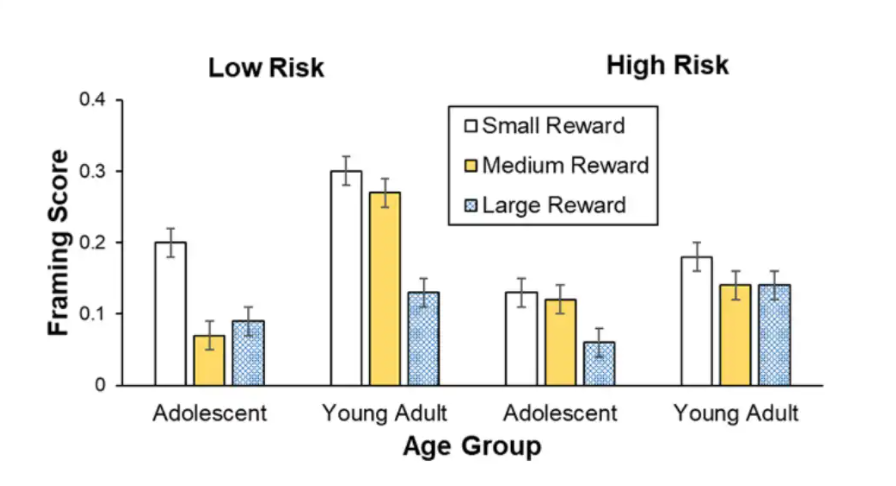 Low Risk
High Risk
0.4
0.3
0.2
0.1
0
Framing Score
Small Reward
Medium Reward
Large Reward
Adolescent
Young Adult
Adolescent
Young Adult
Age Group